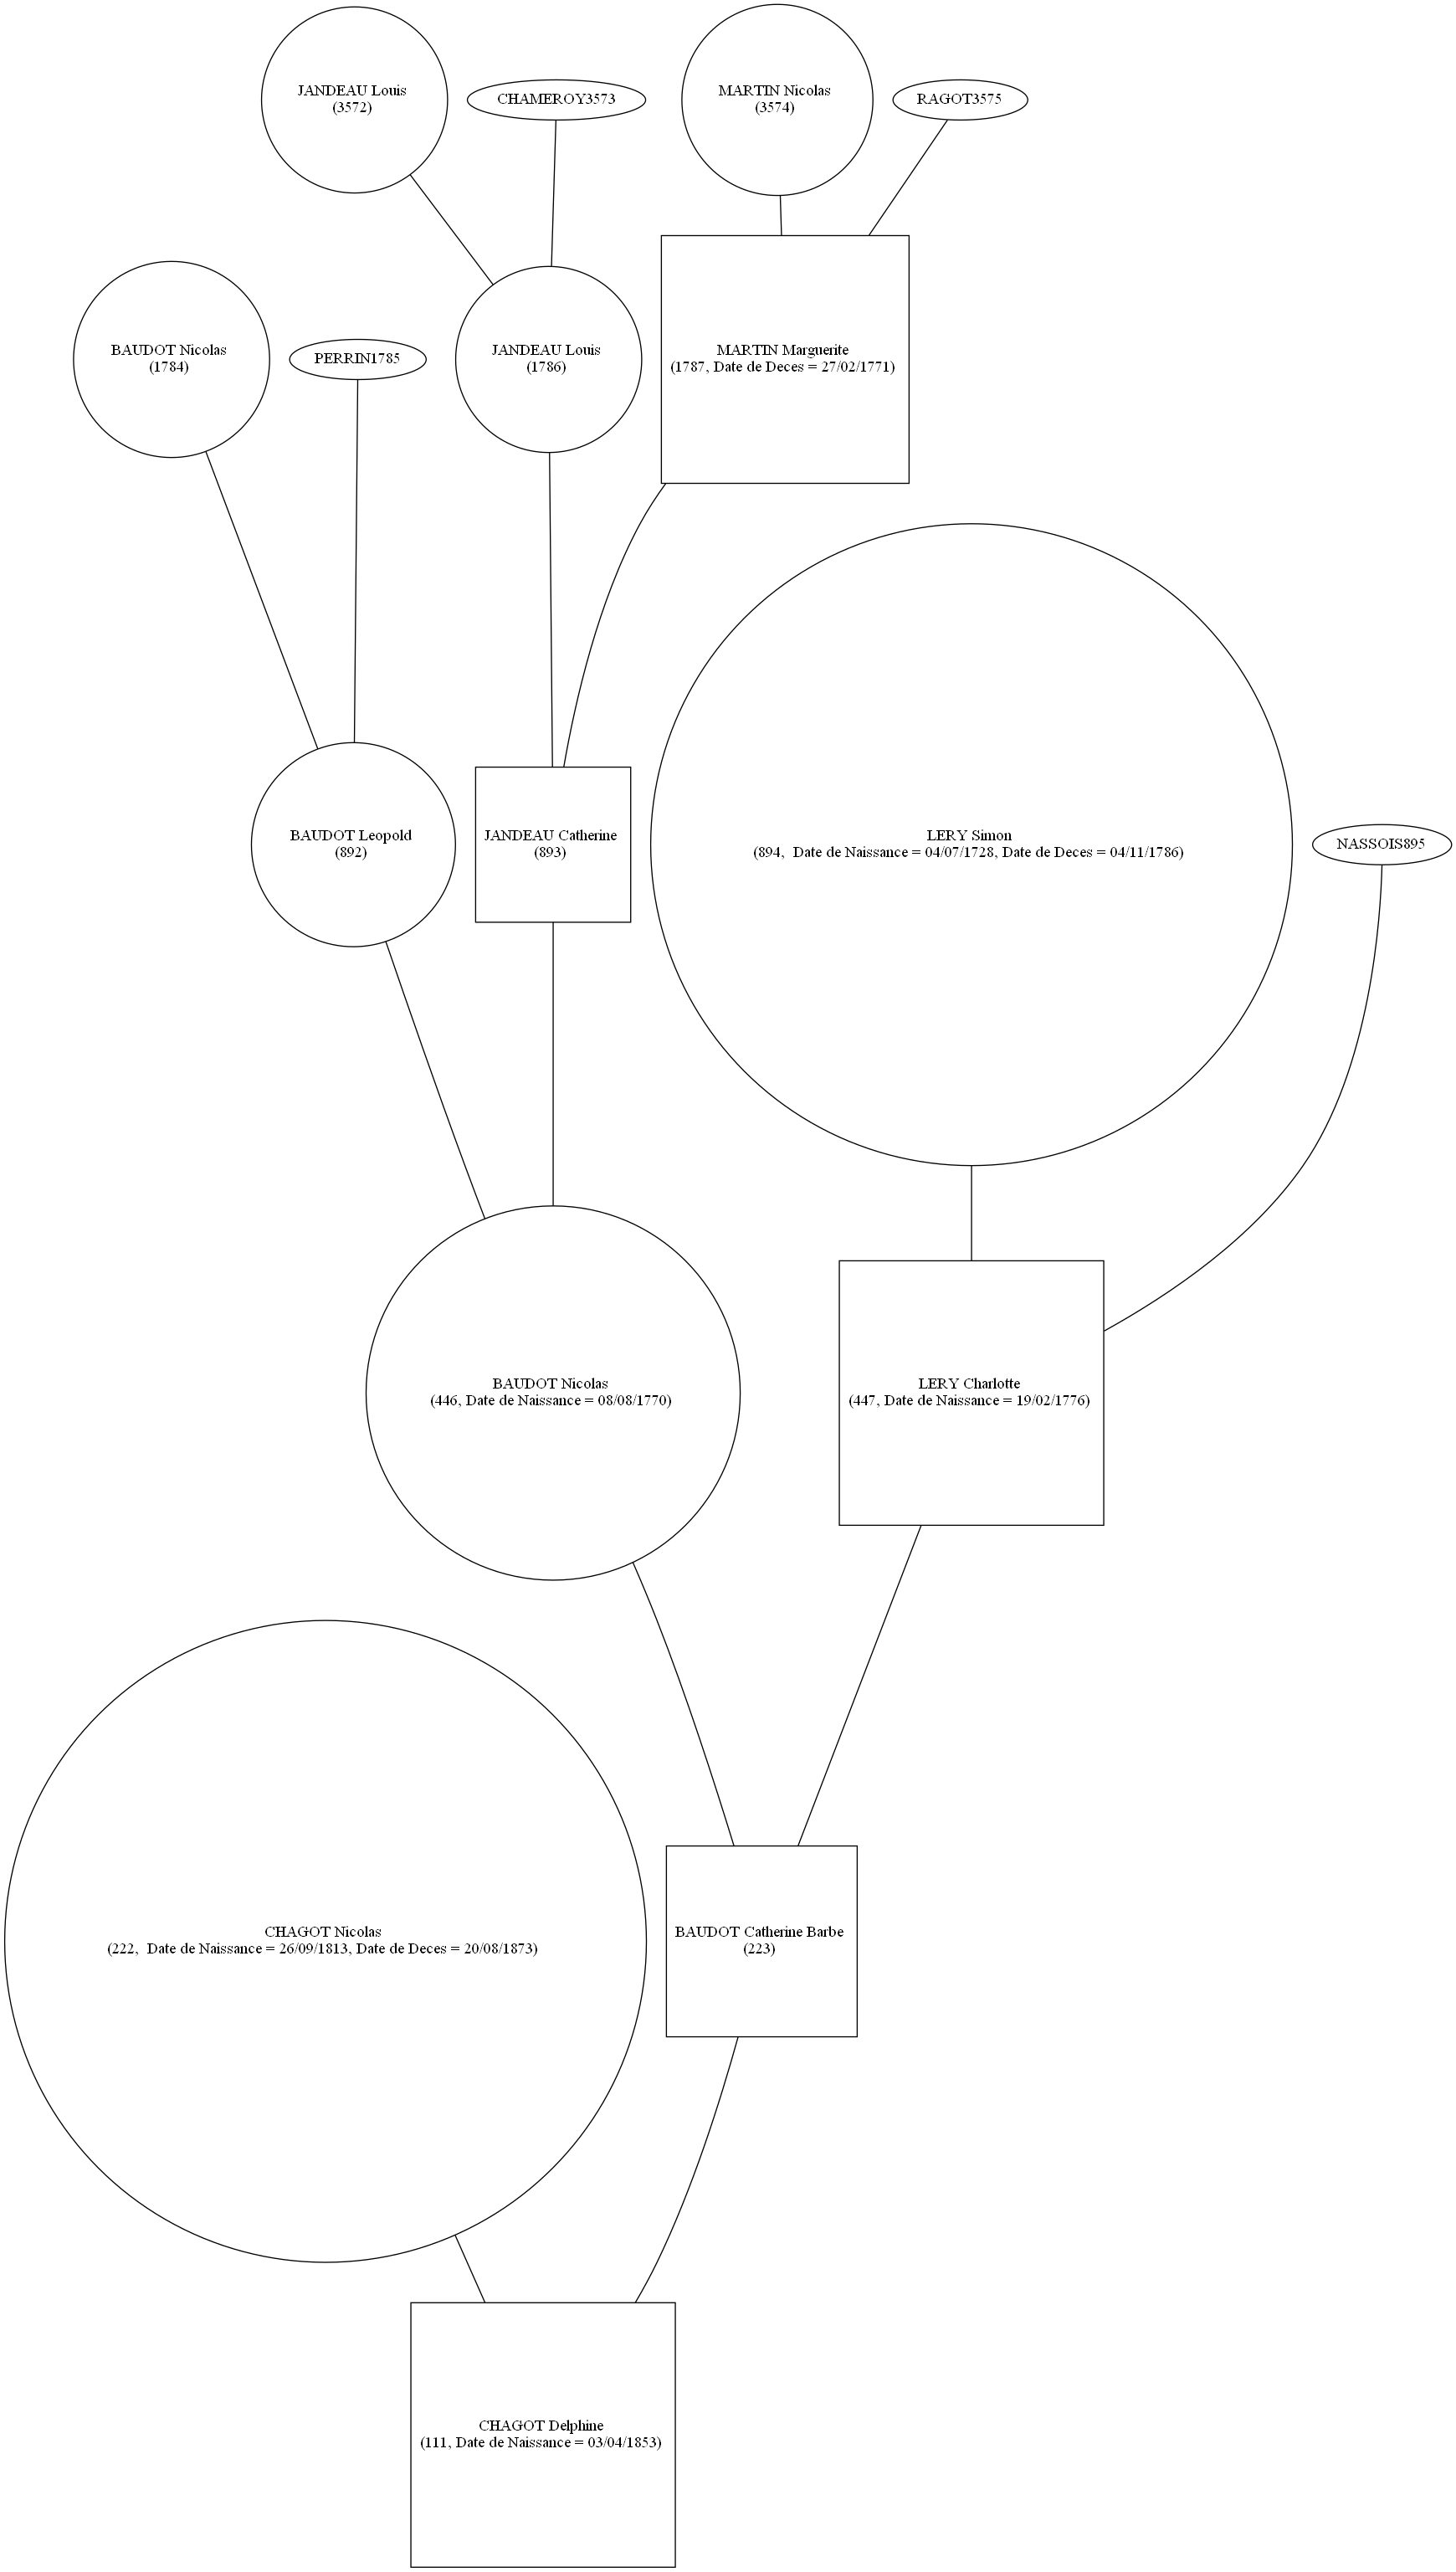 JANDEAU Louis
(3572)
CHAMEROY3573
MARTIN Nicolas
(3574)
RAGOT3575
BAUDOT Nicolas
(1784)
PERRIN1785
JANDEAU Louis
(1786)
MARTIN Marguerite
(1787, Date de Deces = 27/02/1771)
BAUDOT Leopold
(892)
JANDEAU Catherine
(893)
LERY Simon
(894,  Date de Naissance = 04/07/1728, Date de Deces = 04/11/1786)
NASSOIS895
BAUDOT Nicolas
(446, Date de Naissance = 08/08/1770)
LERY Charlotte
(447, Date de Naissance = 19/02/1776)
CHAGOT Nicolas
(222,  Date de Naissance = 26/09/1813, Date de Deces = 20/08/1873)
BAUDOT Catherine Barbe
(223)
CHAGOT Delphine
(111, Date de Naissance = 03/04/1853)